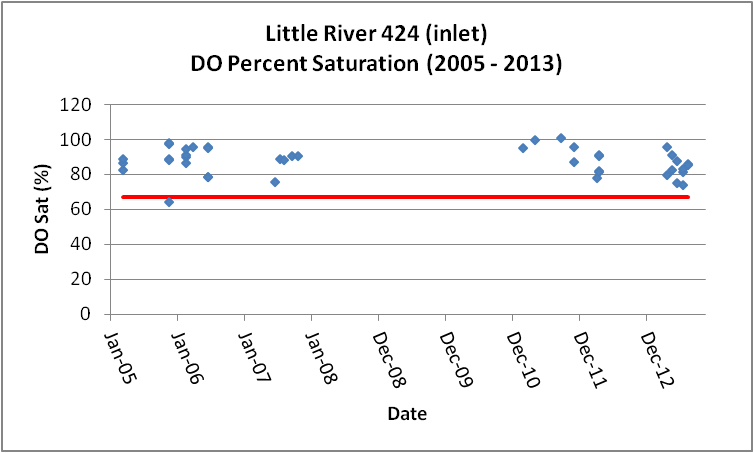 Little River 424 (inlet)
DO Percent Saturation (2005 - 2013)
DO Sat (%)
120
100
80
60
40
20
0
Jan-05
Jan-06
Jan-07
Jan-08
Dec-08
Dec-09
Dec-10
Dec-11
Dec-12
Date